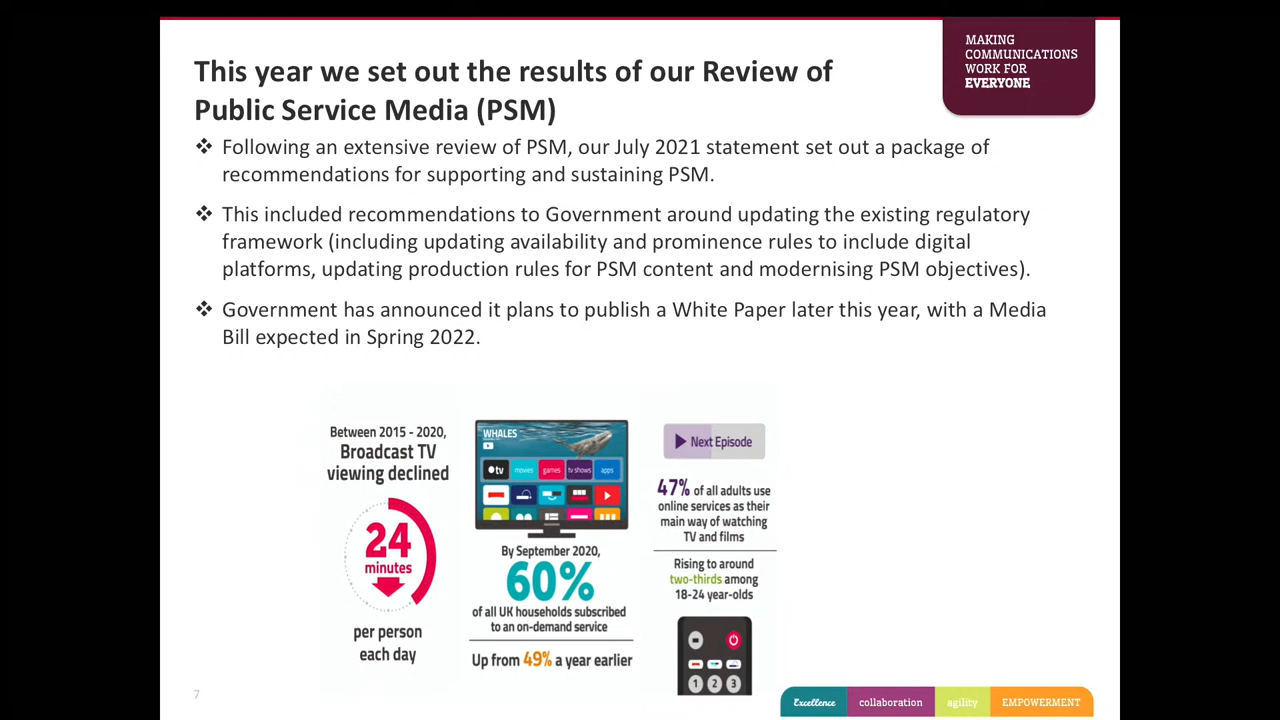 MAKING
COMMUNICATIONS
WORK FOR
EVERYONE
This year we set out the results of our Review of
Public Service Media (PSM)
Following an extensive review of PSM, our July 2021 statement set out a package of
recommendations for supporting and sustaining PSM.
This included recommendations to Government around updating the existing regulatory
framework (including updating availability and prominence rules to include digital
platforms, updating production rules for PSM content and modernising PSM objectives).
Government has announced it plans to publish a White Paper later this year, with a Media
Bill expected in Spring 2022.
Between 2015 - 2020,
Broadcast TV
viewing declined
24
minutes
per person
each day
WHALES
tv
movies
games
tv shows
apps
By September 2020,
60%
of all UK households subscribed
to an on-demand service
Up from 49% a year earlier
Next Episode
47% of all adults use
online services as their
main way of watching
TV and films
Rising to around
two-thirds among
18-24 year-olds
1 2 3
7
Excellence
collaboration
agility
EMPOWERMENT